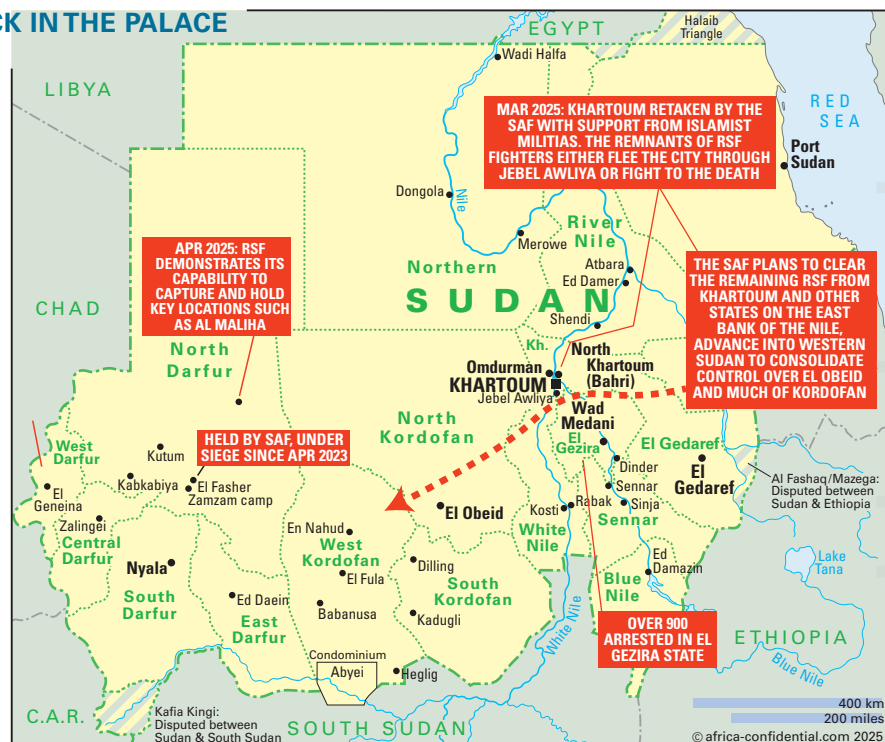 CK IN THE PALACE
EGYPT
Halaib
Triangle
Wadi Halfa
LIBYA
RED
SEA
MAR 2025: KHARTOUM RETAKEN BY THE
SAF WITH SUPPORT FROM ISLAMIST
MILITIAS. THE REMNANTS OF RSF
FIGHTERS EITHER FLEE THE CITY THROUGH
JEBEL AWLIYA OR FIGHT TO THE DEATH
Port
Sudan
Dongola
Nile
River
Nile
Merowe
APR 2025: RSF
DEMONSTRATES ITS
CAPABILITY TO
CAPTURE AND HOLD
KEY LOCATIONS SUCH
AS AL MALIHA
Northern
Atbara
Ed Damer
THE SAF PLANS TO CLEAR
THE REMAINING RSF FROM
KHARTOUM AND OTHER
STATES ON THE EAST
BANK OF THE NILE,
ADVANCE INTO WESTERN
SUDAN TO CONSOLIDATE
CONTROL OVER EL OBEID
AND MUCH OF KORDOFAN
SUDAN
CHAD
Shendi
Kh.
North
Darfur
Omdurman
North
Khartoum
(Bahri)
KHARTOUM
Jebel Awliya
North
Kordofan
Wad
Medani
El
Gezira
El Gedaref
West
Darfur
Kutum
HELD BY SAF, UNDER
SIEGE SINCE APR 2023
Dinder
El
Gedaref
Kabkabiya
El Fasher
Zamzam camp
Sennar
Al Fashaq/Mazega:
Disputed between
Sudan & Ethiopia
El
Geneina
El Obeid
Kosti
Rabak
Sinja
Sennar
Zalingei
Central
Darfur
En Nahud
White
Nile
West
Kordofan
Dilling
Ed
Damazin
Lake
Tana
Nyala
El Fula
Blue
Nile
South
Darfur
Ed Daein
Babanusa
South
Kordofan
Kadugli
East
Darfur
White Nile
OVER 900
ARRESTED IN EL
GEZIRA STATE
ETHIOPIA
Condominium
Abyei
Heglig
Blue Nile
C.A.R.
Kafia Kingi:
Disputed between
Sudan & South Sudan
SOUTH SUDAN
400 km
200 miles
© africa-confidential.com 2025